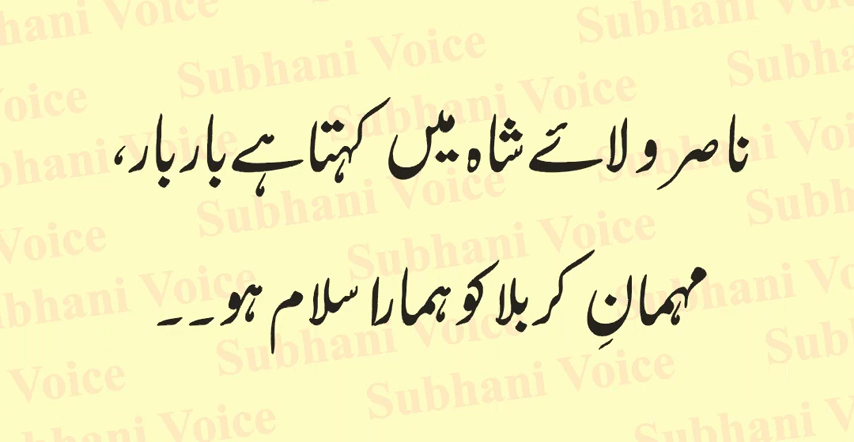 ناصر ولائے شاہ میں کہتا ہے بار بار،
مہمانِ کربلا کو ہمارا سلام ہو۔۔
Subhani Voice